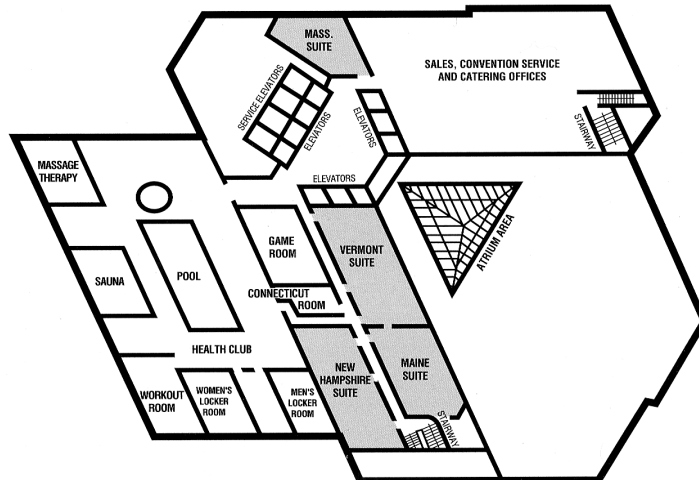 MASS.
SUITE
SALES, CONVENTION SERVICE
AND CATERING OFFICES
SERVICE ELEVATORS
ELEVATORS
ELEVATORS
STAIRWAY
MASSAGE
THERAPY
ELEVATORS
GAME
ROOM
VERMONT
SUITE
ATRIUM AREA
SAUNA
POOL
CONNECTICUT
ROOM
HEALTH CLUB
NEW
HAMPSHIRE
SUITE
MAINE
SUITE
WORKOUT
ROOM
WOMEN'S
LOCKER
ROOM
MEN'S
LOCKER
ROOM
STAIRWAY